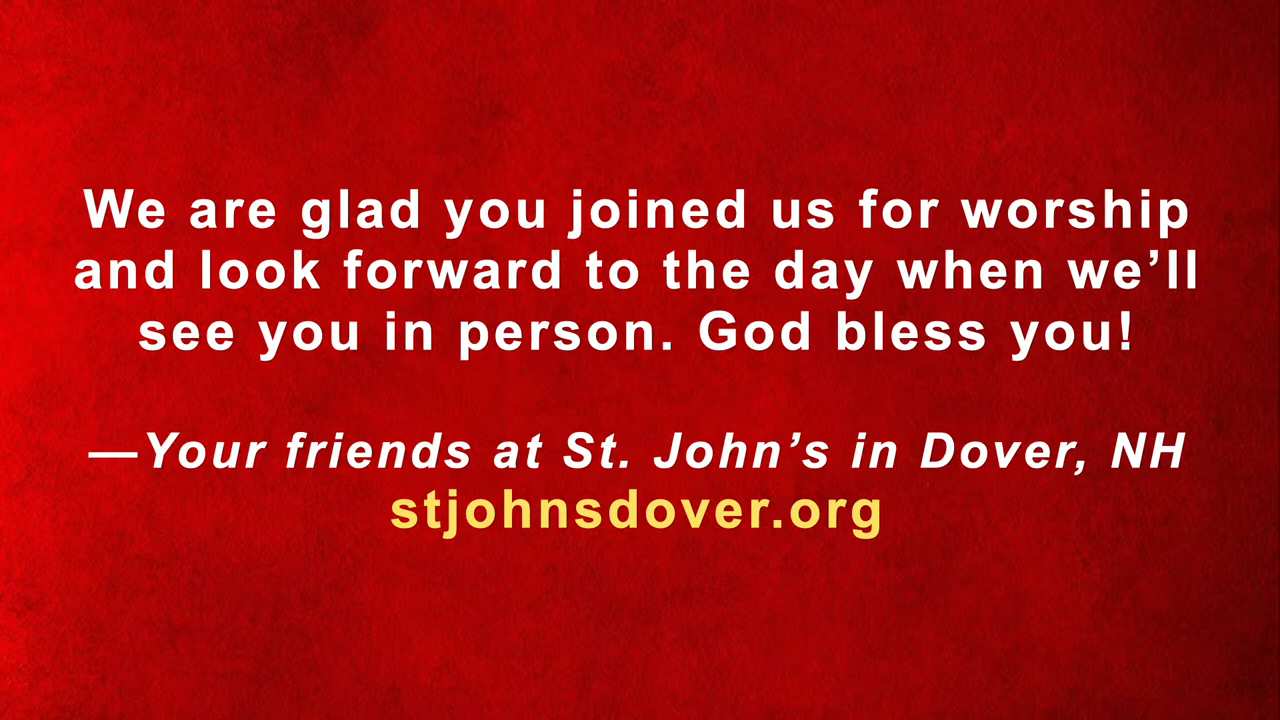 We are glad you joined us for worship
and look forward to the day when we’ll
see you in person. God bless you!
—Your friends at St. John’s in Dover, NH
stjohnsdover.org